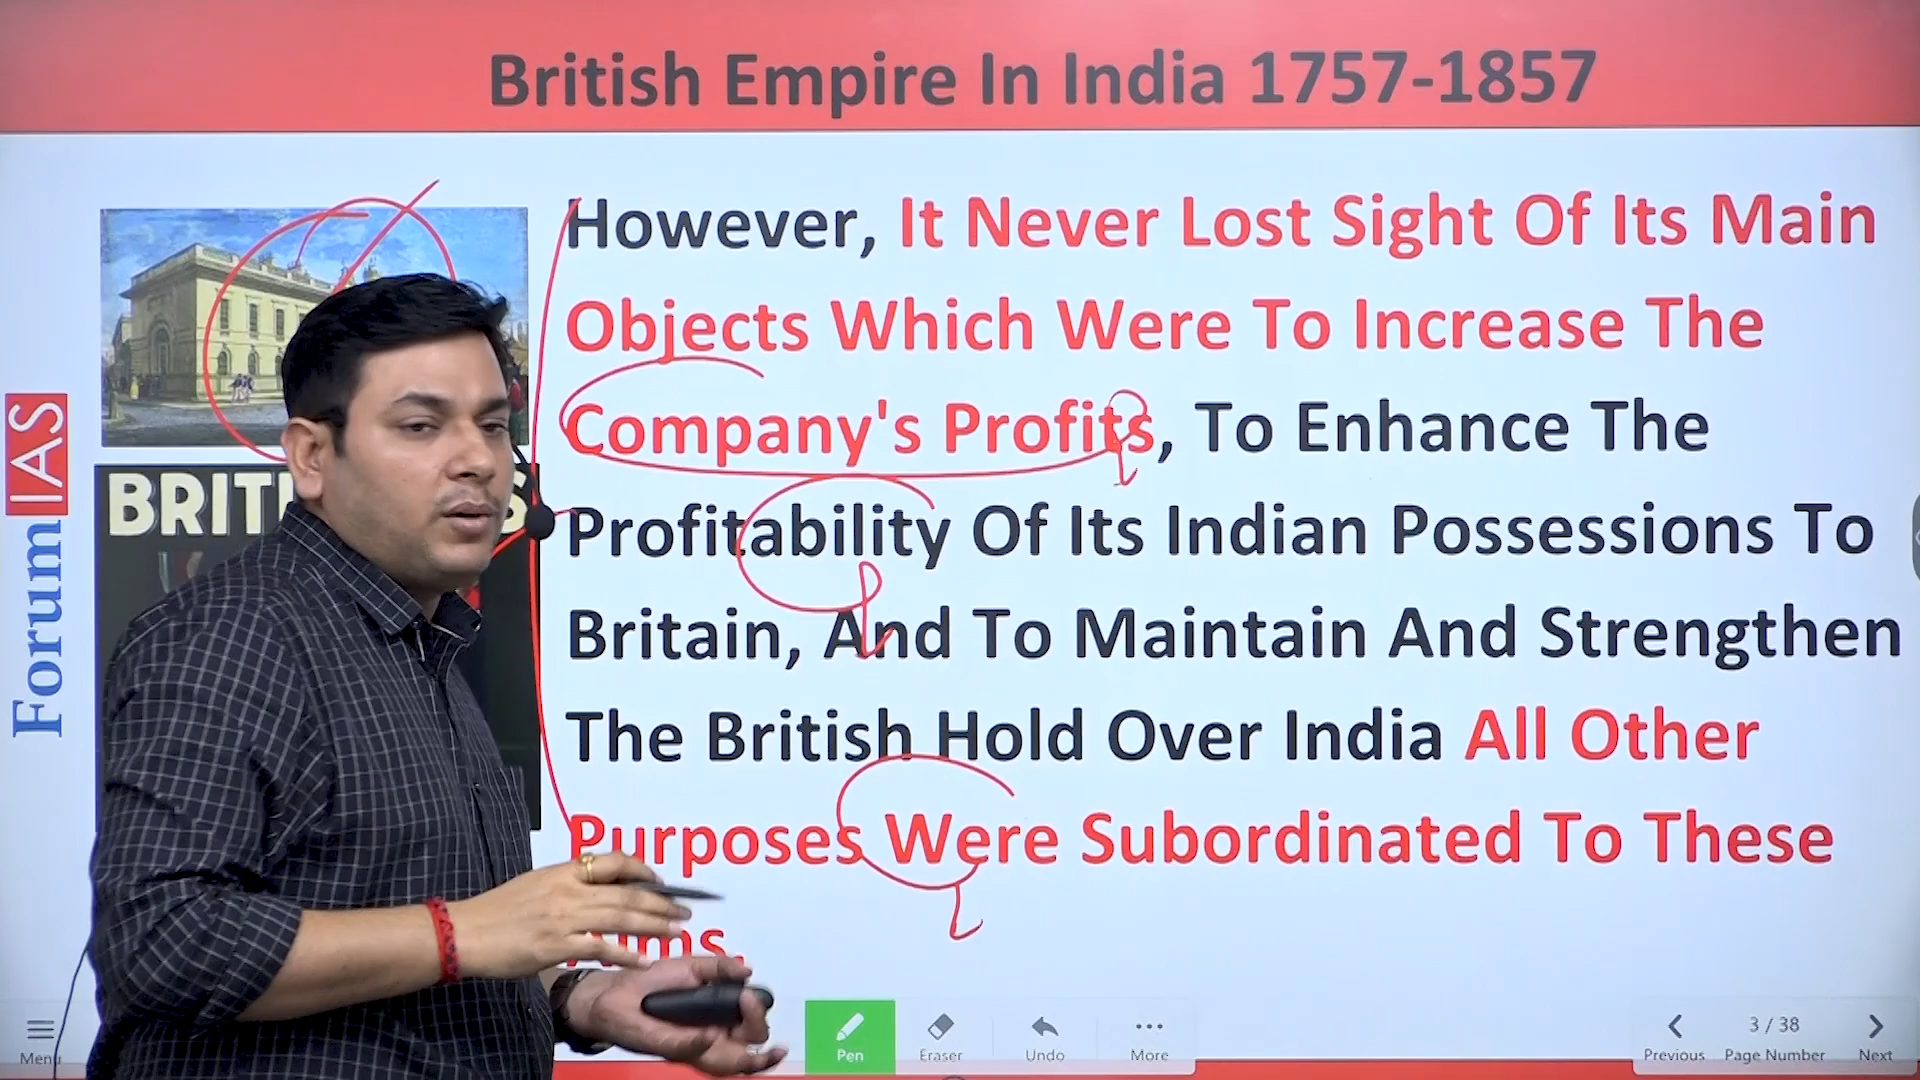 British Empire In India 1757-1857
However, It Never Lost Sight Of Its Main
Objects Which Were To Increase The
Company's Profits, To Enhance The
Profitability Of Its Indian Possessions To
Britain, And To Maintain And Strengthen
The British Hold Over India All Other
Purposes Were Subordinated To These
Aims.
Forum IAS
Menu
Pen
Eraser
Undo
More
3 / 38
Previous
Page Number
Next